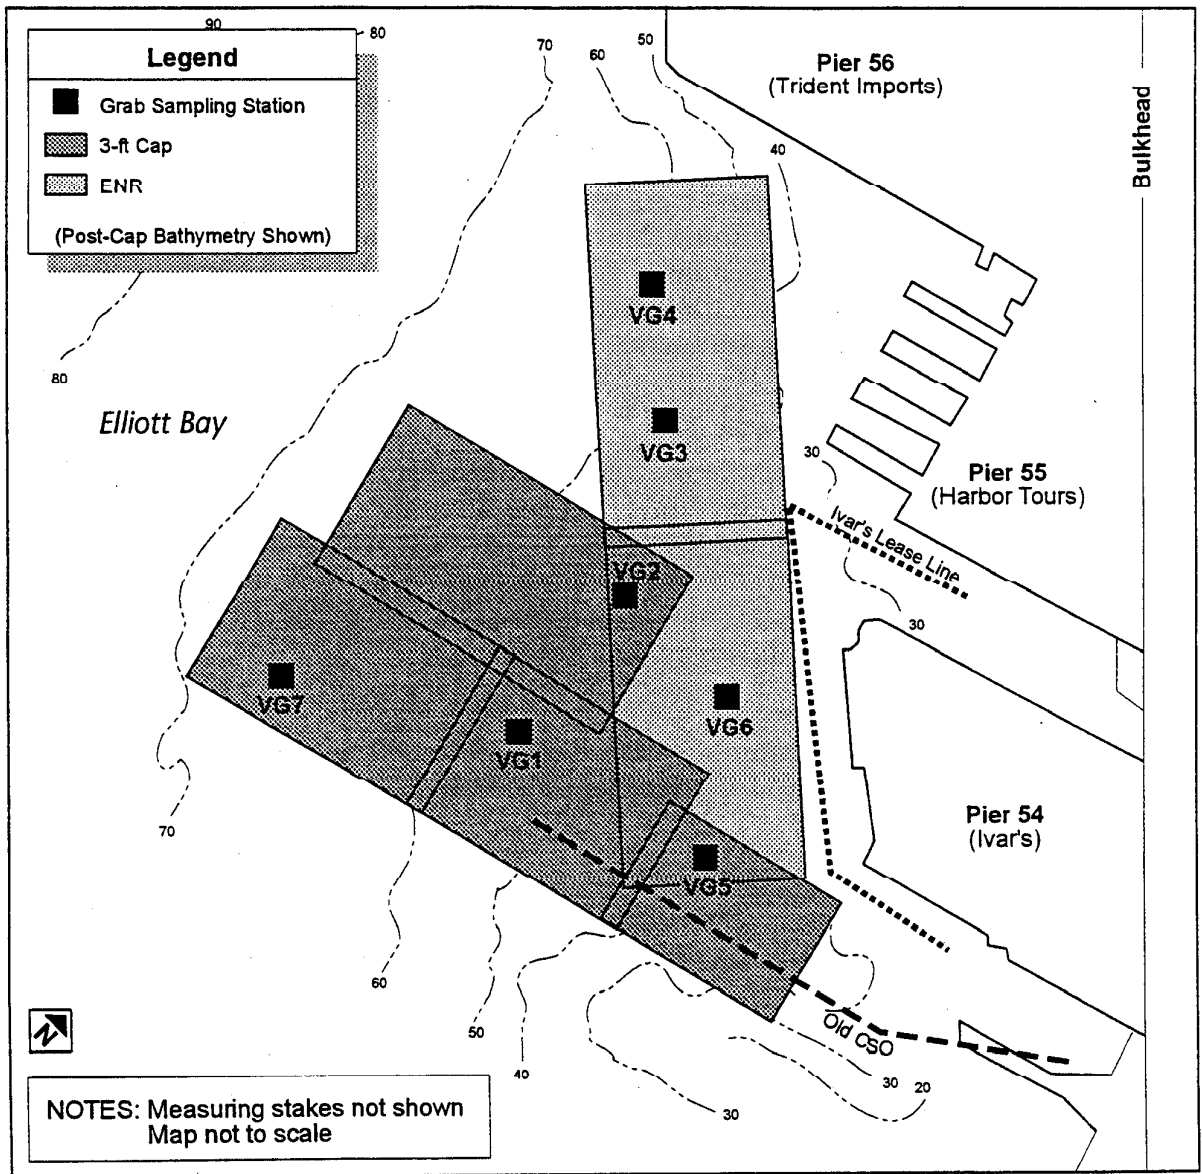 90
80
Legend
Grab Sampling Station
3-ft Cap
ENR
(Post-Cap Bathymetry Shown)
70
60
50
40
Pier 56
(Trident Imports)
Bulkhead
80
Elliott Bay
VG4
VG3
30
Pier 55
(Harbor Tours)
Ivar's Lease Line
VG2
30
VG7
VG1
VG6
70
Pier 54
(Ivar's)
VG5
60
50
40
Old CSO
30
20
30
N
NOTES: Measuring stakes not shown
Map not to scale